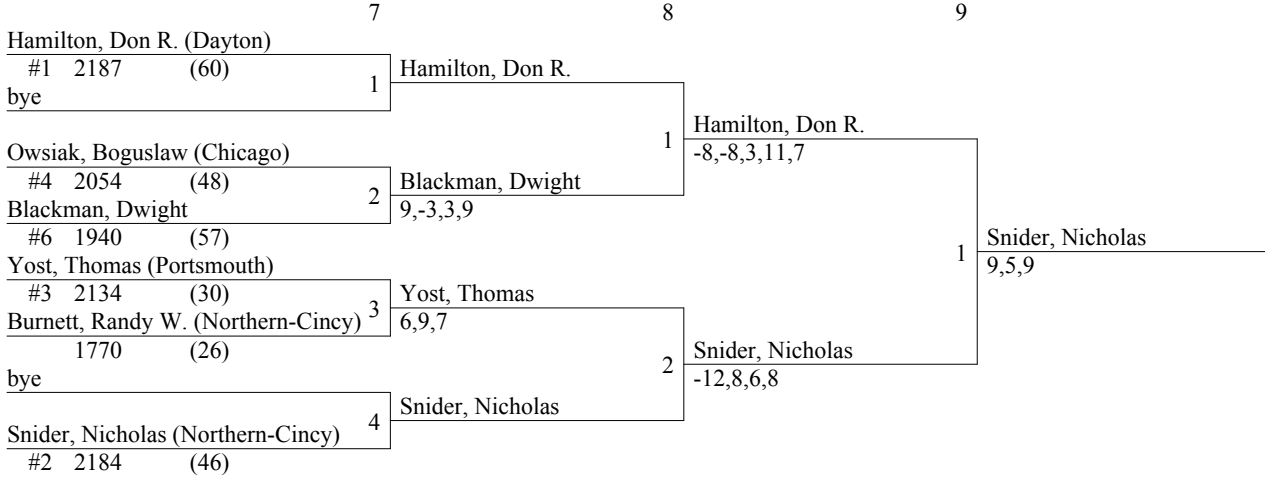 7 8 9
Hamilton, Don R. (Dayton)
#1 2187 (60)
1 Hamilton, Don R.
bye
1 Hamilton, Don R.
-8,-8,3,11,7
Owsiak, Boguslaw (Chicago)
#4 2054 (48)
2 Blackman, Dwight
9,-3,3,9
Blackman, Dwight
#6 1940 (57)
1 Snider, Nicholas
9,5,9
Yost, Thomas (Portsmouth)
#3 2134 (30)
3 Yost, Thomas
6,9,7
Burnett, Randy W. (Northern-Cincy)
1770 (26)
2 Snider, Nicholas
-12,8,6,8
bye
4 Snider, Nicholas
Snider, Nicholas (Northern-Cincy)
#2 2184 (46)